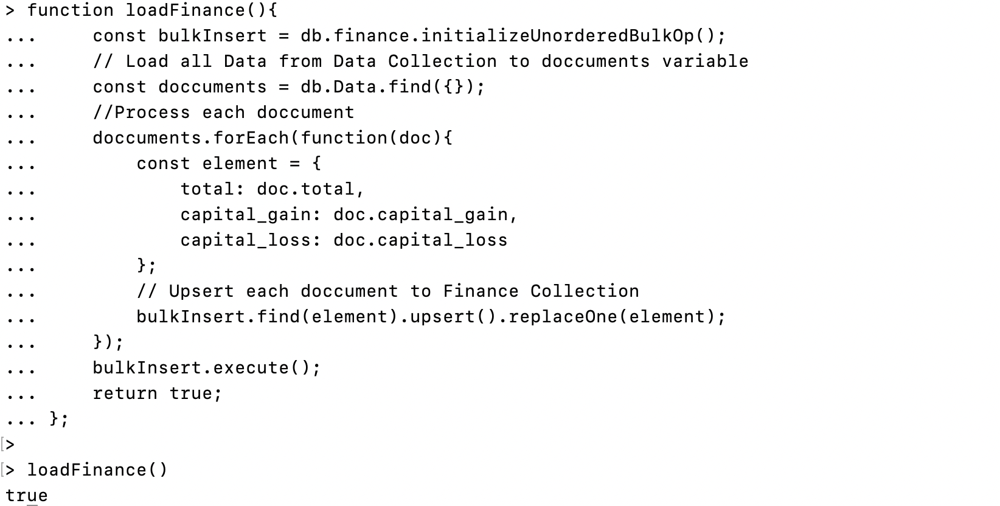 > function loadFinance(){
...     const bulkInsert = db.finance.initializeUnorderedBulkOp();
...     // Load all Data from Data Collection to doccuments variable
...     const doccuments = db.Data.find({});
...     //Process each doccument
...     doccuments.forEach(function(doc){
...         const element = {
...             total: doc.total,
...             capital_gain: doc.capital_gain,
...             capital_loss: doc.capital_loss
...         };
...         // Upsert each doccument to Finance Collection
...         bulkInsert.find(element).upsert().replaceOne(element);
...     });
...     bulkInsert.execute();
...     return true;
... };
[>
[> loadFinance()
true